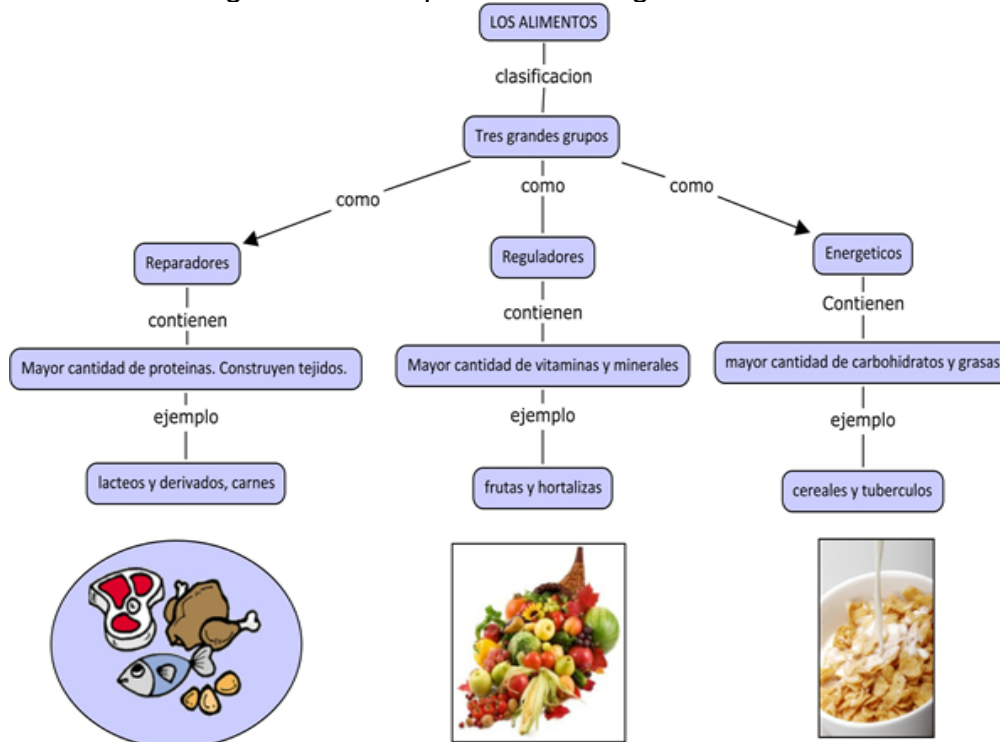 LOS ALIMENTOS
clasificacion
Tres grandes grupos
como
como
como
Reparadores
Reguladores
Energeticos
contienen
contienen
Contienen
Mayor cantidad de proteinas. Construyen tejidos.
Mayor cantidad de vitaminas y minerales
mayor cantidad de carbohidratos y grasas
ejemplo
ejemplo
ejemplo
lacteos y derivados, carnes
frutas y hortalizas
cereales y tuberculos